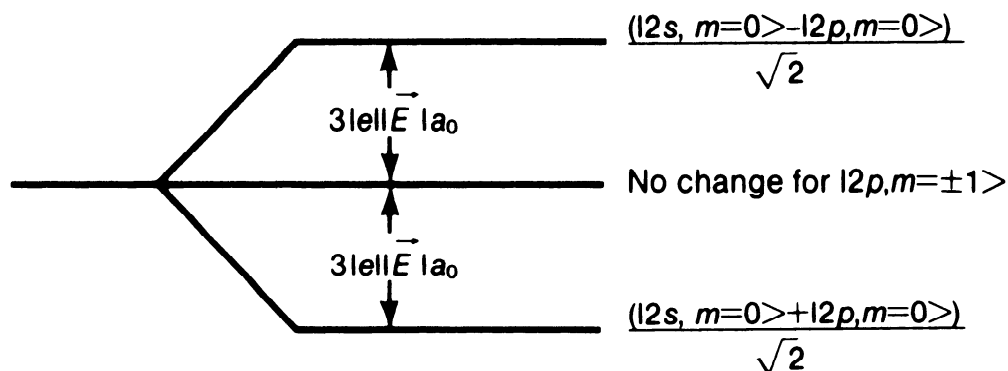 (|2s, m=0>-|2p,m=0>)
√2
3|e||E⃗ |a₀
No change for |2p,m=±1>
3|e||E⃗ |a₀
(|2s, m=0>+|2p,m=0>)
√2